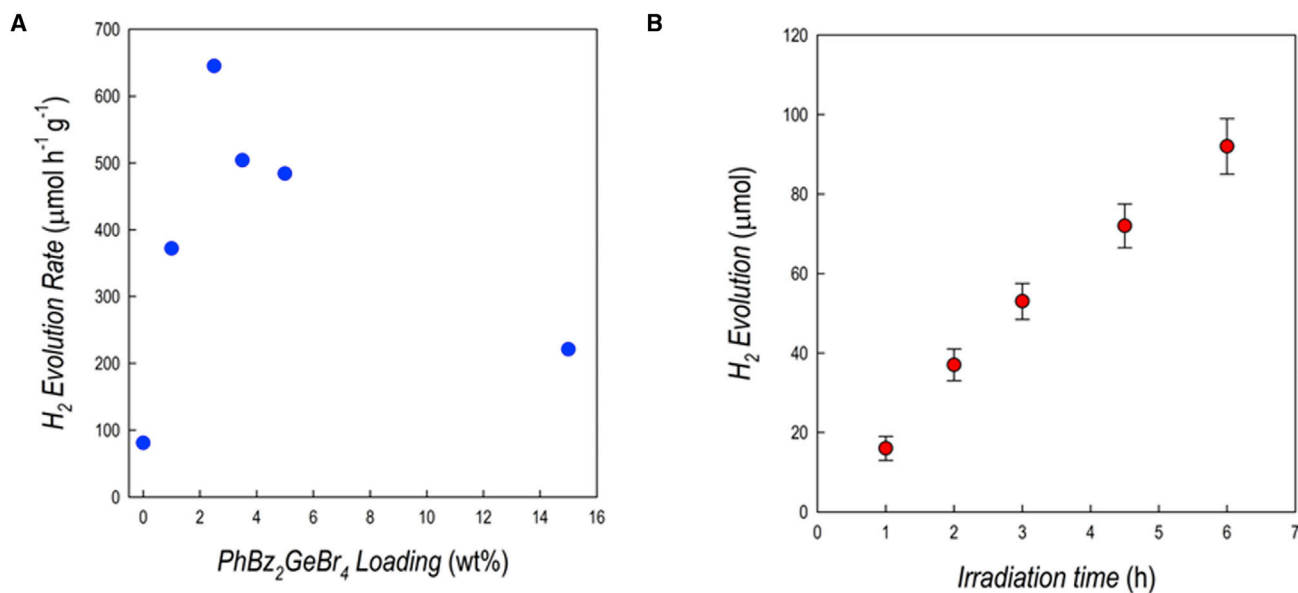 A
700
600
500
400
300
200
100
0
H₂ Evolution Rate (μmol h⁻¹ g⁻¹)
0 2 4 6 8 10 12 14 16
PhBz₂GeBr₄ Loading (wt%)
B
120
100
80
60
40
20
0
H₂ Evolution (μmol)
0 1 2 3 4 5 6 7
Irradiation time (h)